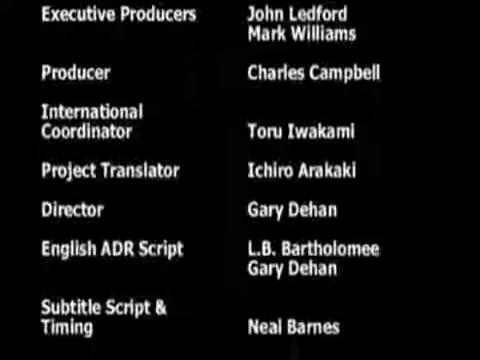 Executive Producers John Ledford
Mark Williams
Producer Charles Campbell
International
Coordinator Toru Iwakami
Project Translator Ichiro Arakaki
Director Gary Dehan
English ADR Script L.B. Bartholomee
Gary Dehan
Subtitle Script &
Timing Neal Barnes